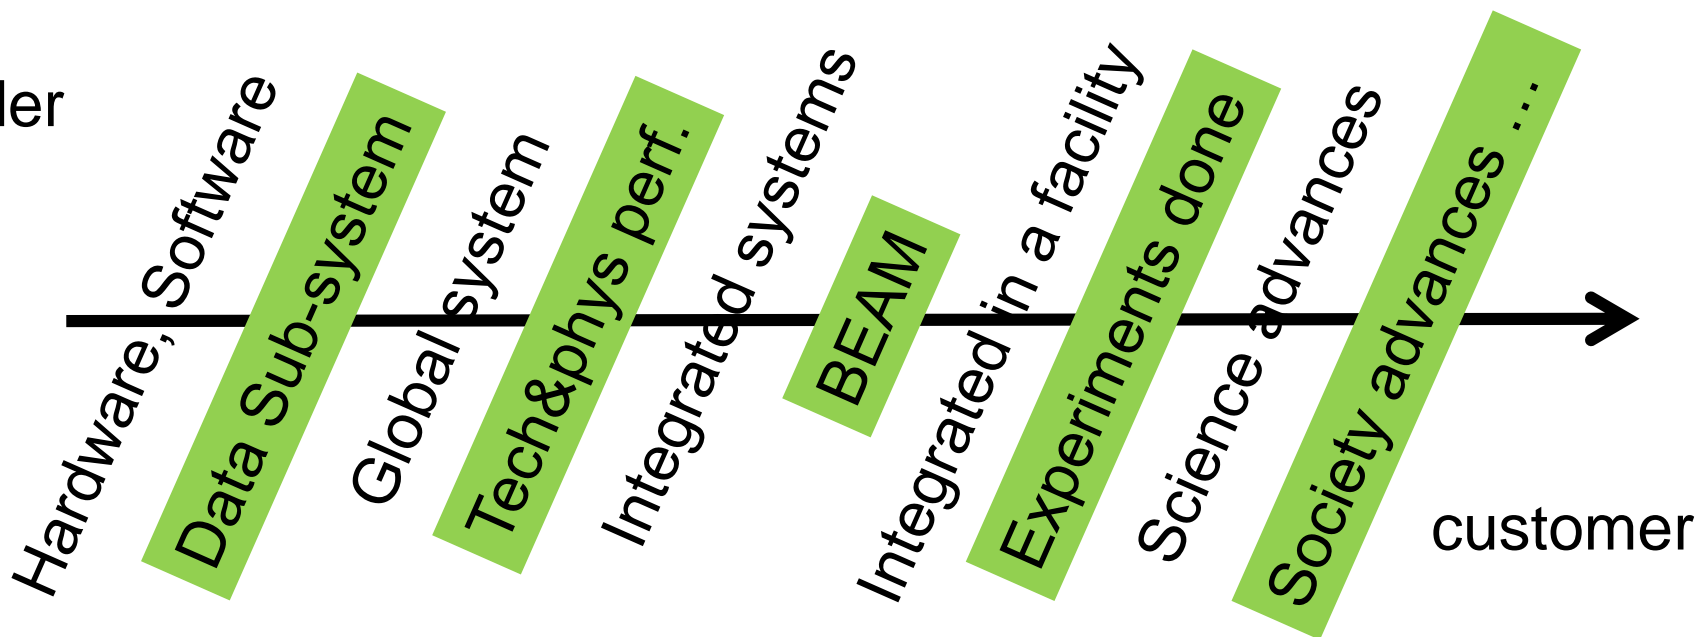 Hardware, Software
Data Sub-system
Global system
Tech&phys perf.
Integrated systems
BEAM
Integrated in a facility
Experiments done
Science advances
Society advances …
customer